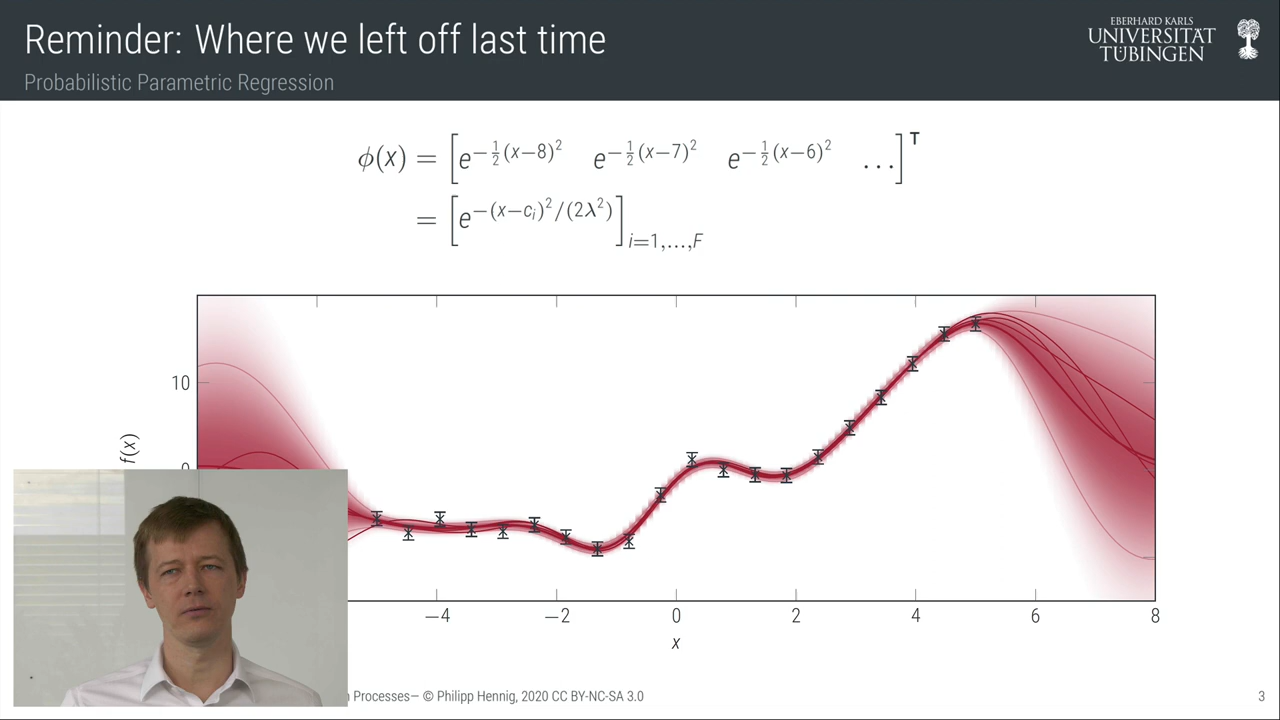 Reminder: Where we left off last time
Probabilistic Parametric Regression
EBERHARD KARLS
UNIVERSITÄT
TÜBINGEN
ϕ(x) = [e^{−½(x−8)²} e^{−½(x−7)²} e^{−½(x−6)²} ...]ᵀ
= [e^{−(x−cᵢ)²/(2λ²)}]_{i=1,...,F}
10
f(x)
−4 −2 0 2 4 6 8
x
Processes— © Philipp Hennig, 2020 CC BY-NC-SA 3.0
3